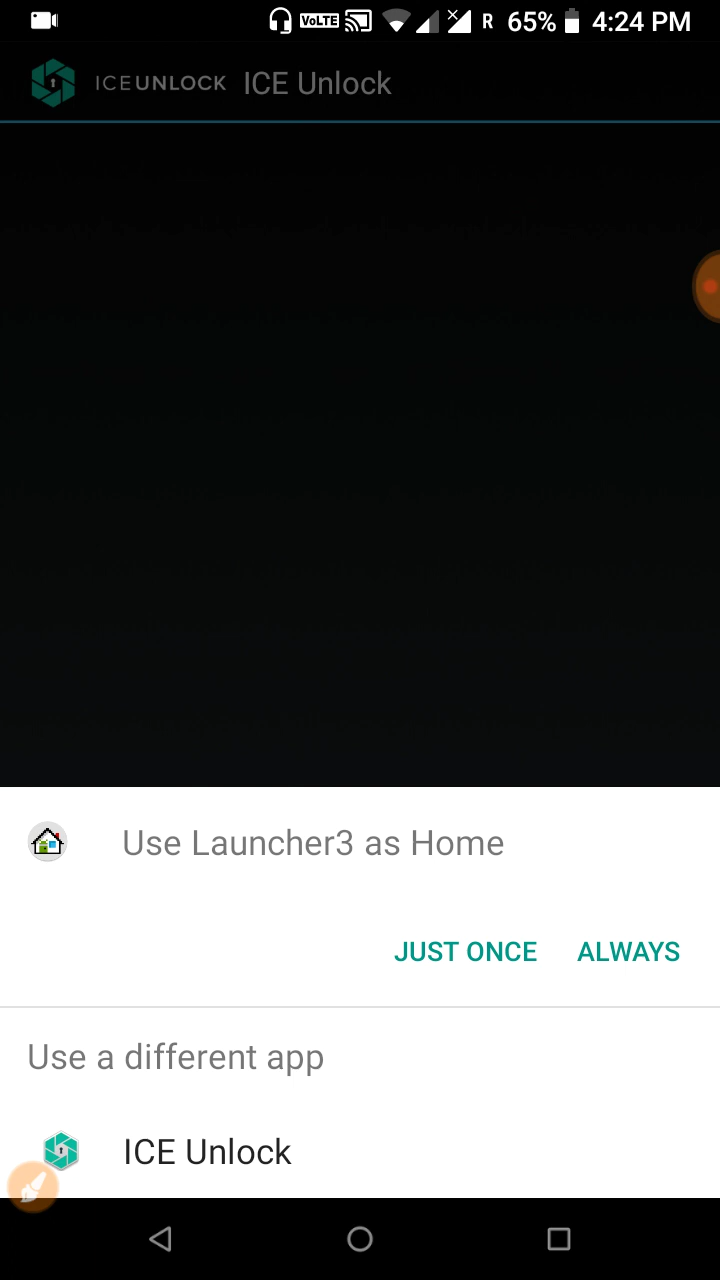 VoLTE R 65% 4:24 PM
ICEUNLOCK ICE Unlock
Use Launcher3 as Home
JUST ONCE ALWAYS
Use a different app
ICE Unlock